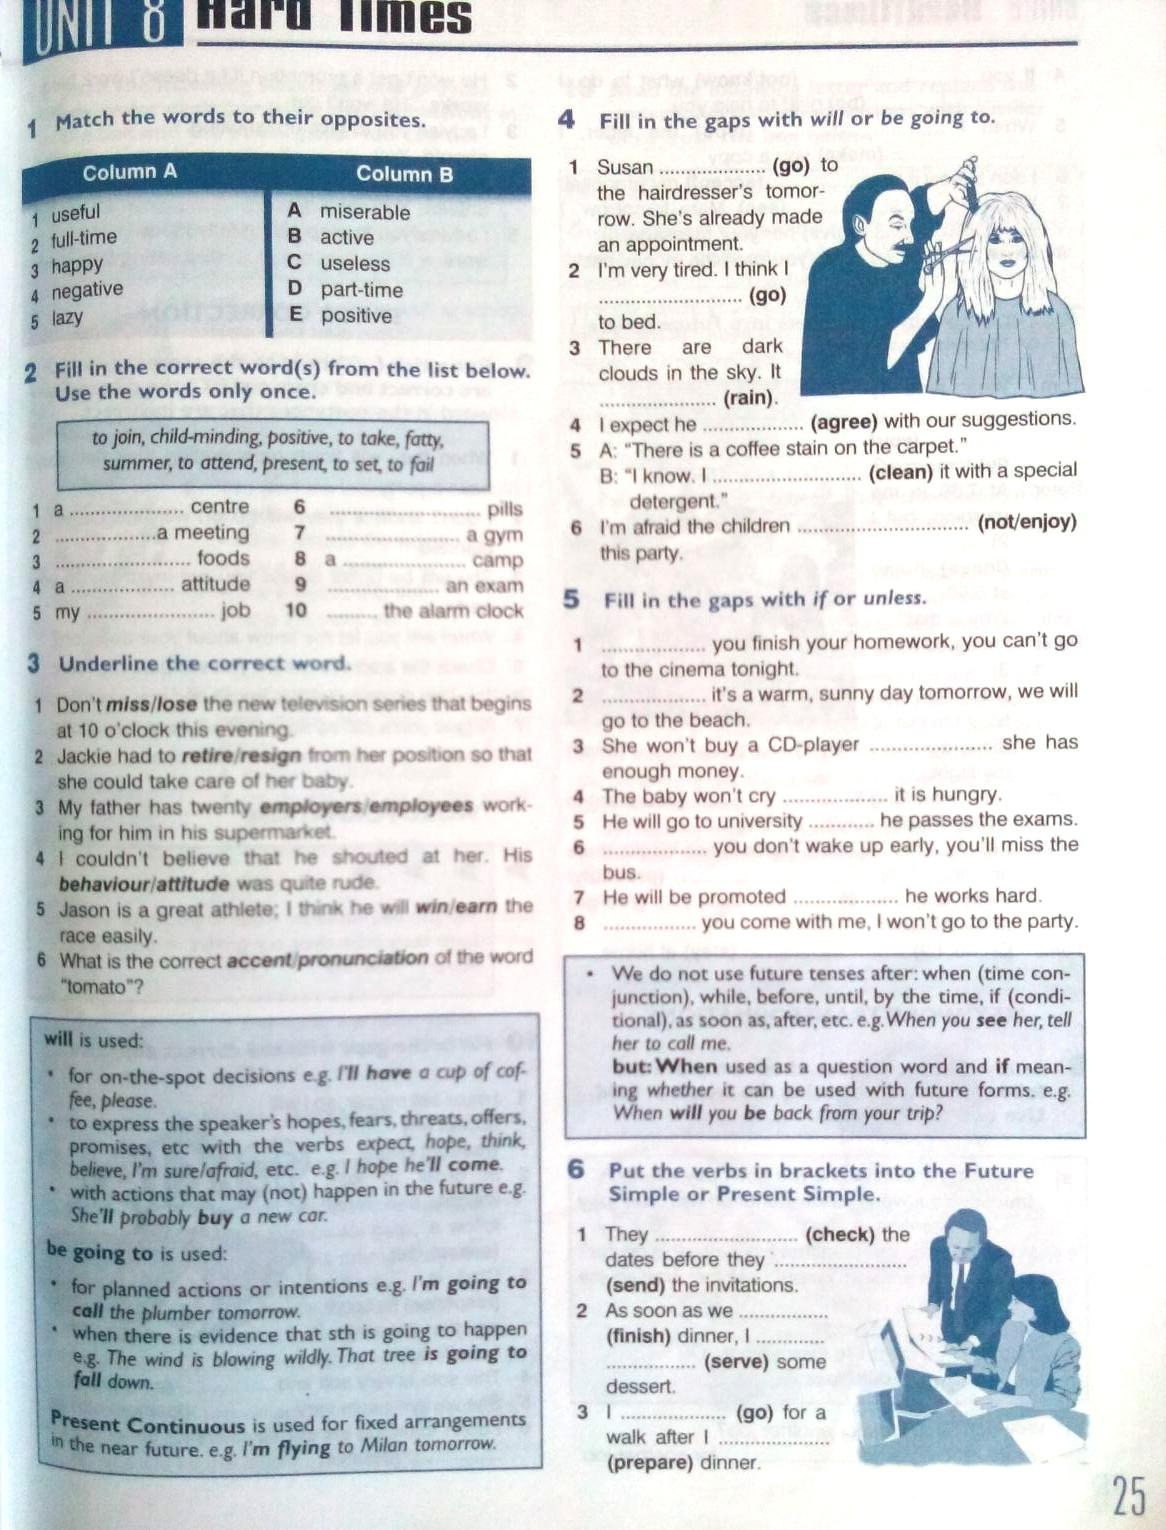 UNIT 8 Hard Times
1 Match the words to their opposites.
Column A Column B
1 useful A miserable
2 full-time B active
3 happy C useless
4 negative D part-time
5 lazy E positive
2 Fill in the correct word(s) from the list below.
Use the words only once.
to join, child-minding, positive, to take, fatty,
summer, to attend, present, to set, to fail
1 a .................... centre 6 ........................... pills
2 ..................a meeting 7 ........................ a gym
3 ........................ foods 8 a ...................... camp
4 a .................. attitude 9 .................... an exam
5 my ....................... job 10 ......... the alarm clock
3 Underline the correct word.
1 Don't miss/lose the new television series that begins
at 10 o'clock this evening.
2 Jackie had to retire/resign from her position so that
she could take care of her baby.
3 My father has twenty employers/employees work-
ing for him in his supermarket.
4 I couldn't believe that he shouted at her. His
behaviour/attitude was quite rude.
5 Jason is a great athlete; I think he will win/earn the
race easily.
6 What is the correct accent/pronunciation of the word
"tomato"?
will is used:
• for on-the-spot decisions e.g. I'll have a cup of cof-
fee, please.
• to express the speaker's hopes, fears, threats, offers,
promises, etc with the verbs expect, hope, think,
believe, I'm sure/afraid, etc. e.g. I hope he'll come.
• with actions that may (not) happen in the future e.g.
She'll probably buy a new car.
be going to is used:
• for planned actions or intentions e.g. I'm going to
call the plumber tomorrow.
• when there is evidence that sth is going to happen
e.g. The wind is blowing wildly. That tree is going to
fall down.
Present Continuous is used for fixed arrangements
in the near future. e.g. I'm flying to Milan tomorrow.
4 Fill in the gaps with will or be going to.
1 Susan ................... (go) to
the hairdresser's tomor-
row. She's already made
an appointment.
2 I'm very tired. I think I
.......................... (go)
to bed.
3 There are dark
clouds in the sky. It
..................... (rain).
4 I expect he .................. (agree) with our suggestions.
5 A: "There is a coffee stain on the carpet."
B: "I know. I ........................... (clean) it with a special
detergent."
6 I'm afraid the children ............................... (not/enjoy)
this party.
5 Fill in the gaps with if or unless.
1 ................... you finish your homework, you can't go
to the cinema tonight.
2 ................... it's a warm, sunny day tomorrow, we will
go to the beach.
3 She won't buy a CD-player ...................... she has
enough money.
4 The baby won't cry ................... it is hungry.
5 He will go to university ............ he passes the exams.
6 ................... you don't wake up early, you'll miss the
bus.
7 He will be promoted ................... he works hard.
8 ................. you come with me, I won't go to the party.
• We do not use future tenses after: when (time con-
junction), while, before, until, by the time, if (condi-
tional), as soon as, after, etc. e.g. When you see her, tell
her to call me.
but: When used as a question word and if mean-
ing whether it can be used with future forms. e.g.
When will you be back from your trip?
6 Put the verbs in brackets into the Future
Simple or Present Simple.
1 They .......................... (check) the
dates before they ........................
(send) the invitations.
2 As soon as we ................
(finish) dinner, I ............
................ (serve) some
dessert.
3 I ................... (go) for a
walk after I ....................
(prepare) dinner.
25